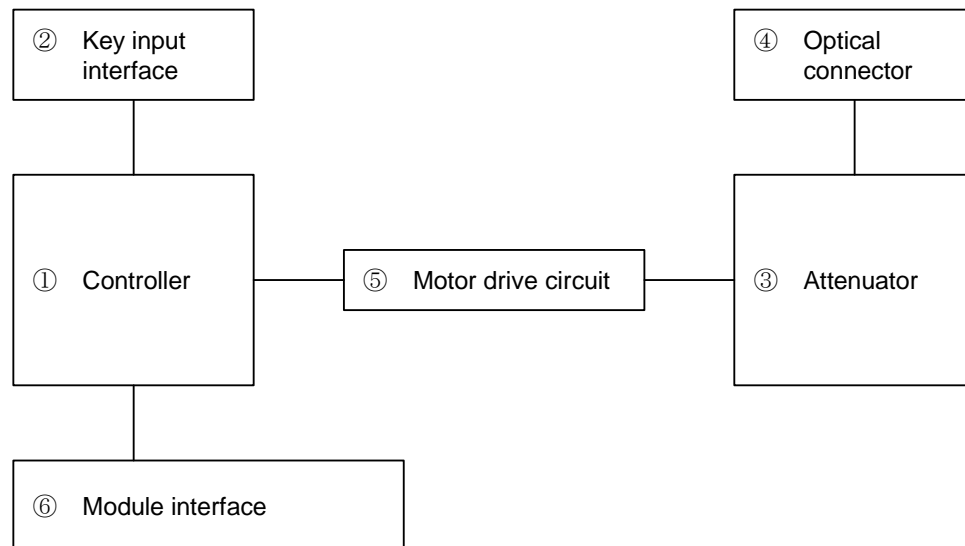 ② Key input
interface
④ Optical
connector
① Controller
⑤ Motor drive circuit
③ Attenuator
⑥ Module interface